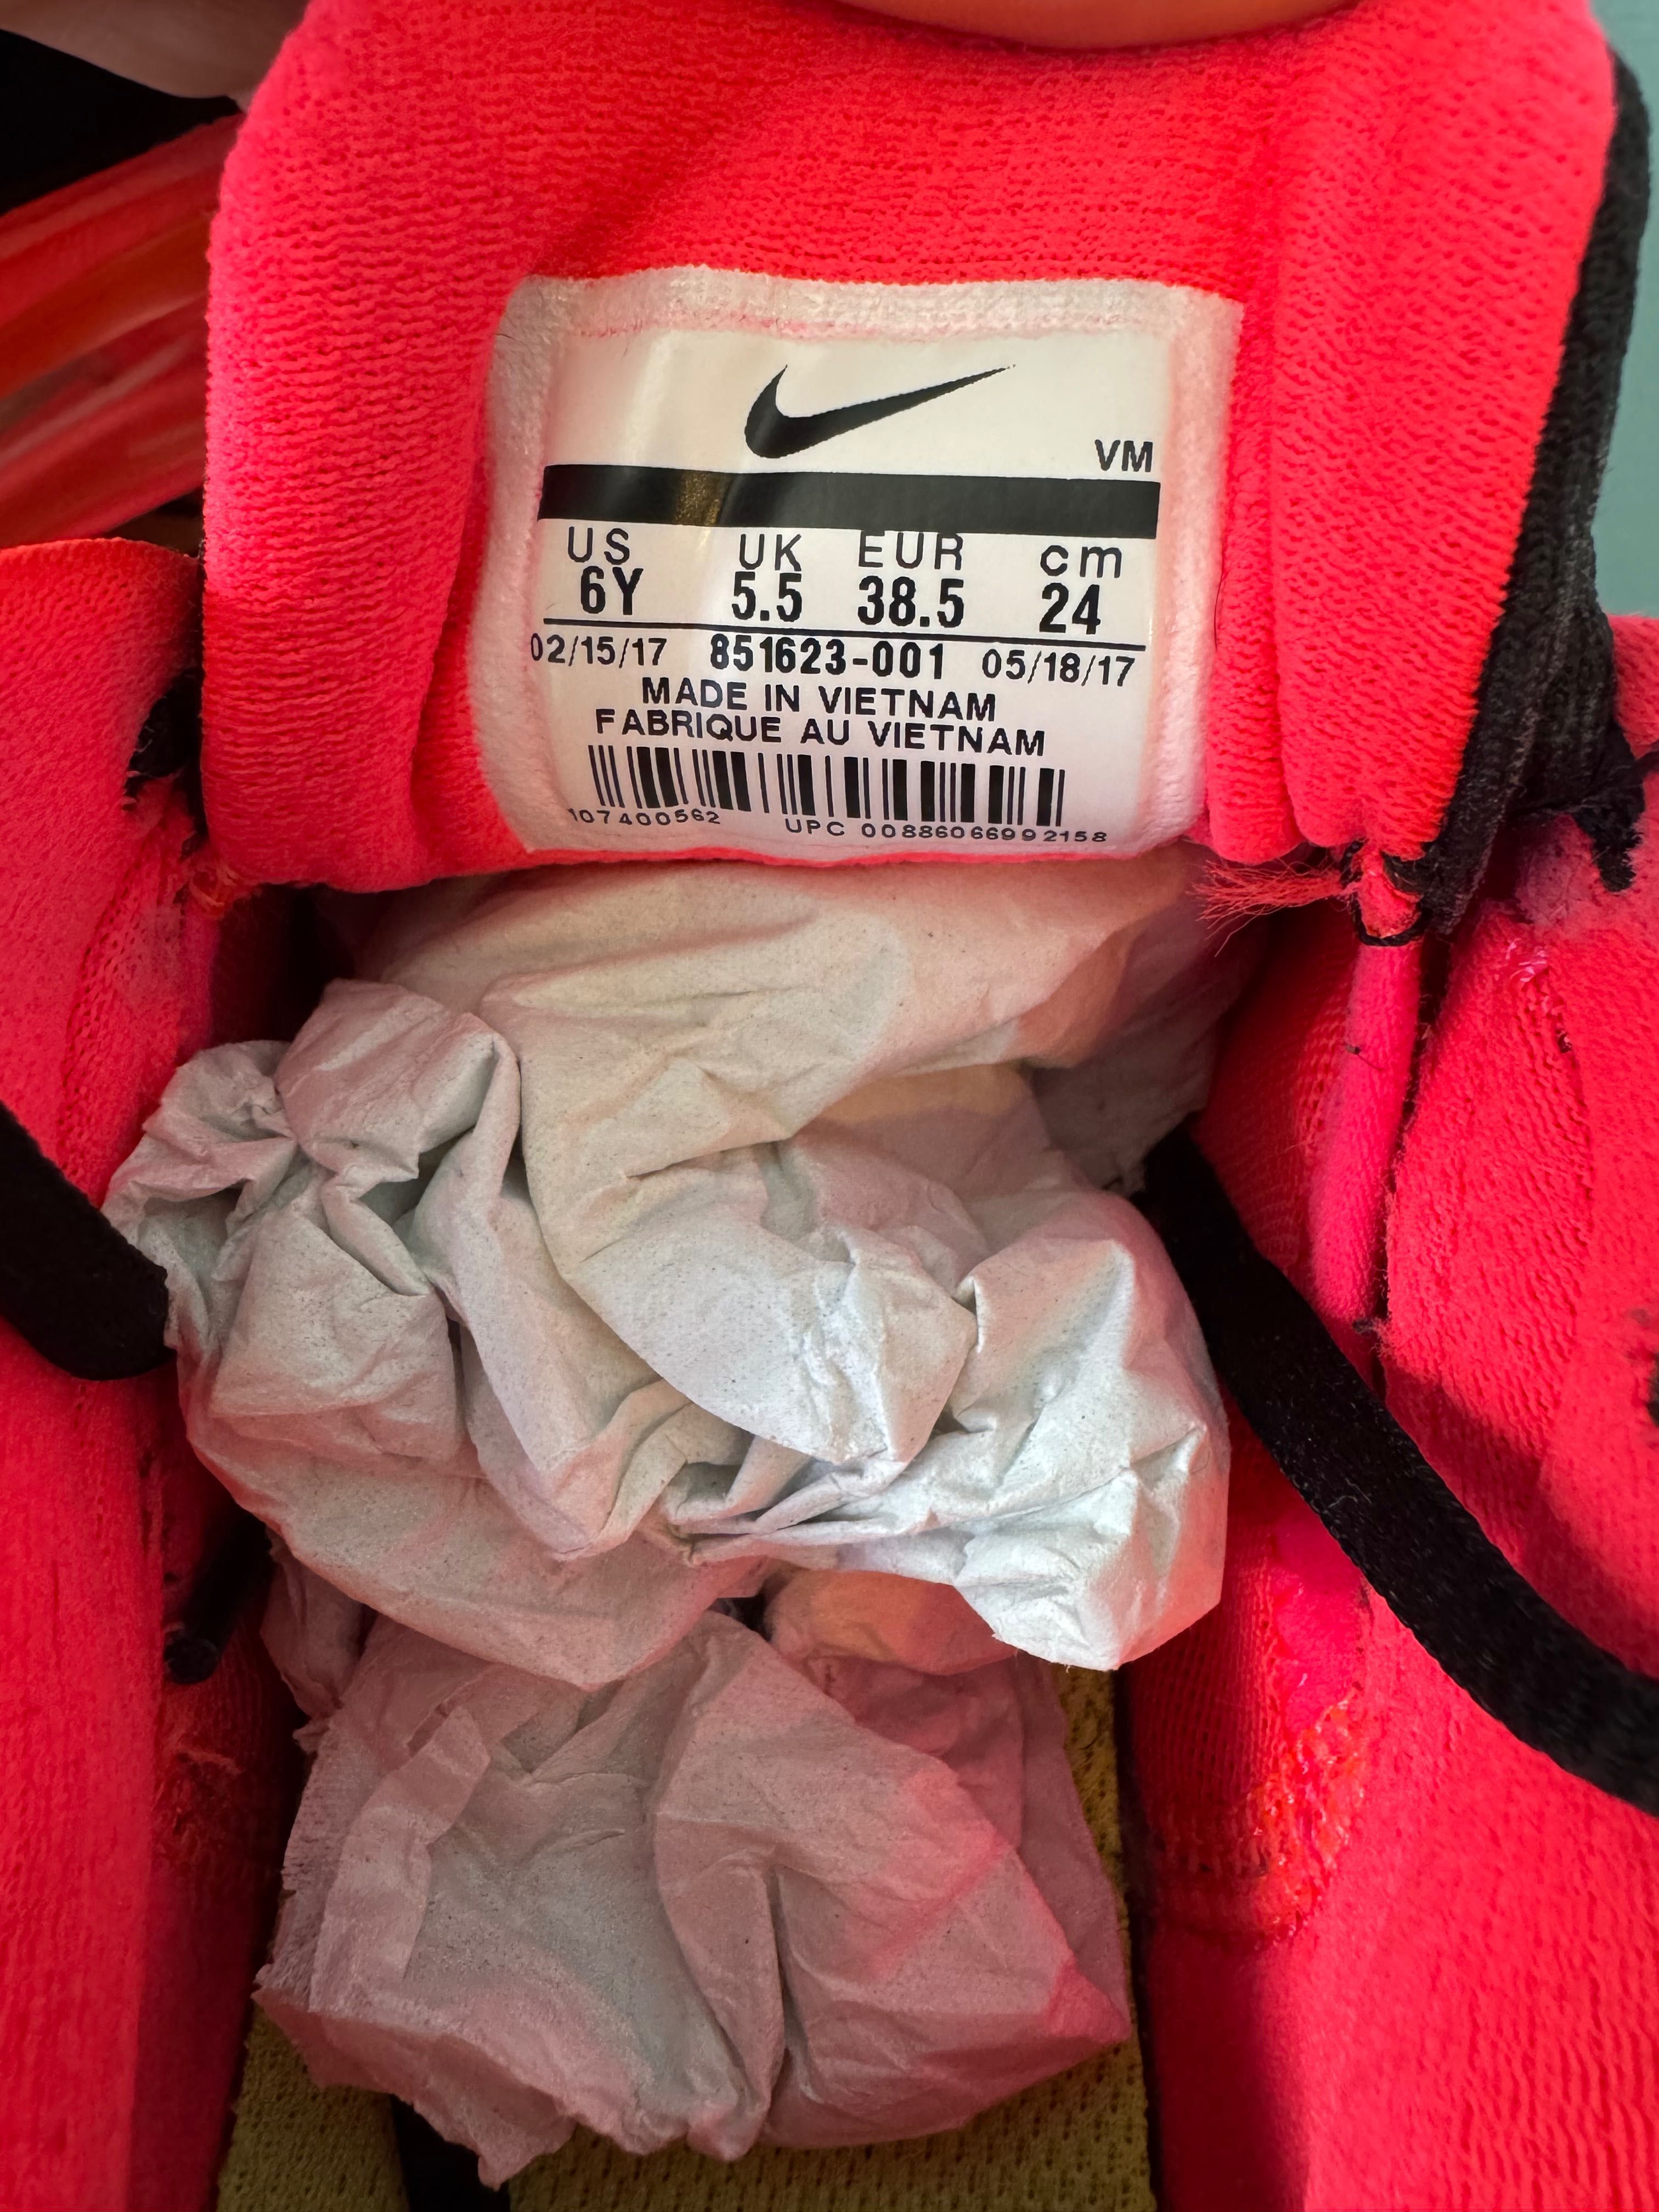 VM
US UK EUR cm
6Y 5.5 38.5 24
02/15/17 851623-001 05/18/17
MADE IN VIETNAM
FABRIQUE AU VIETNAM
107400562 UPC 00886066992158